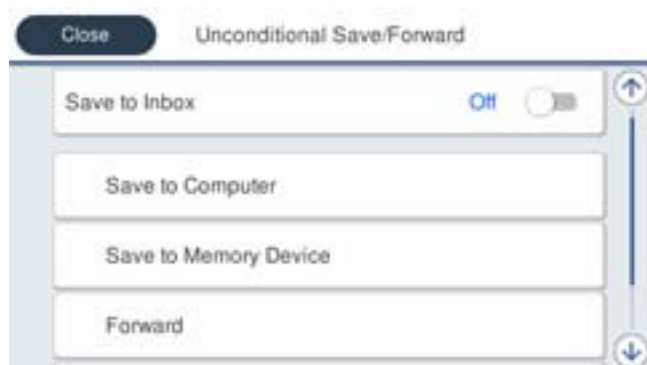 Close Unconditional Save/Forward
Save to Inbox Off
Save to Computer
Save to Memory Device
Forward